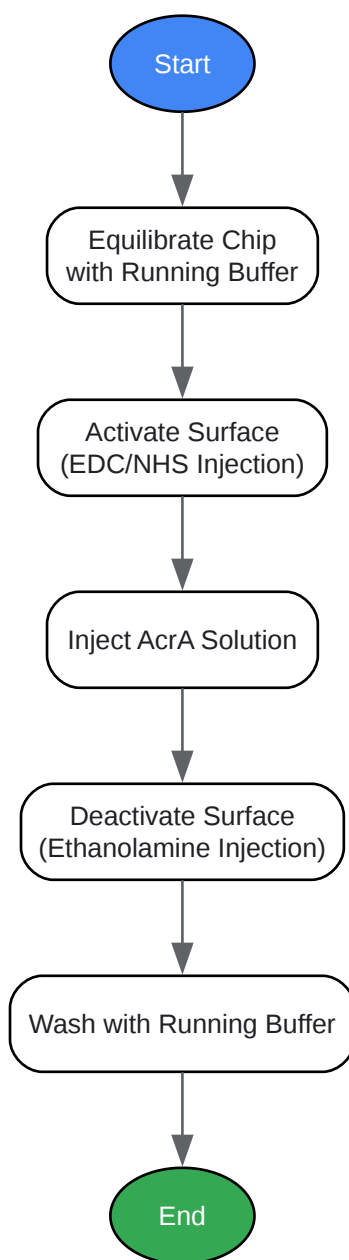 Start
Equilibrate Chip
with Running Buffer
Activate Surface
(EDC/NHS Injection)
Inject AcrA Solution
Deactivate Surface
(Ethanolamine Injection)
Wash with Running Buffer
End